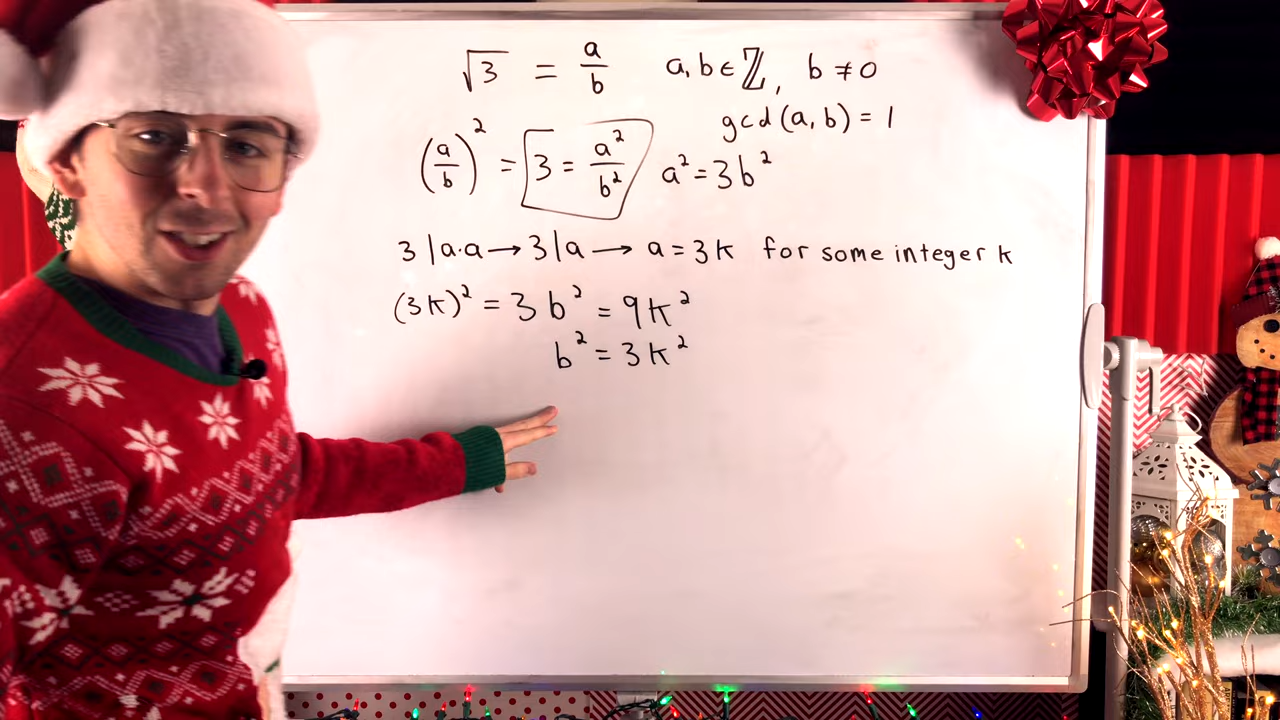 √3 = a/b a, b ∈ ℤ, b ≠ 0
gcd(a, b) = 1
(a/b)² = 3 = a²/b² a² = 3b²
3 | a·a → 3 | a → a = 3k for some integer k
(3k)² = 3b² = 9k²
b² = 3k²